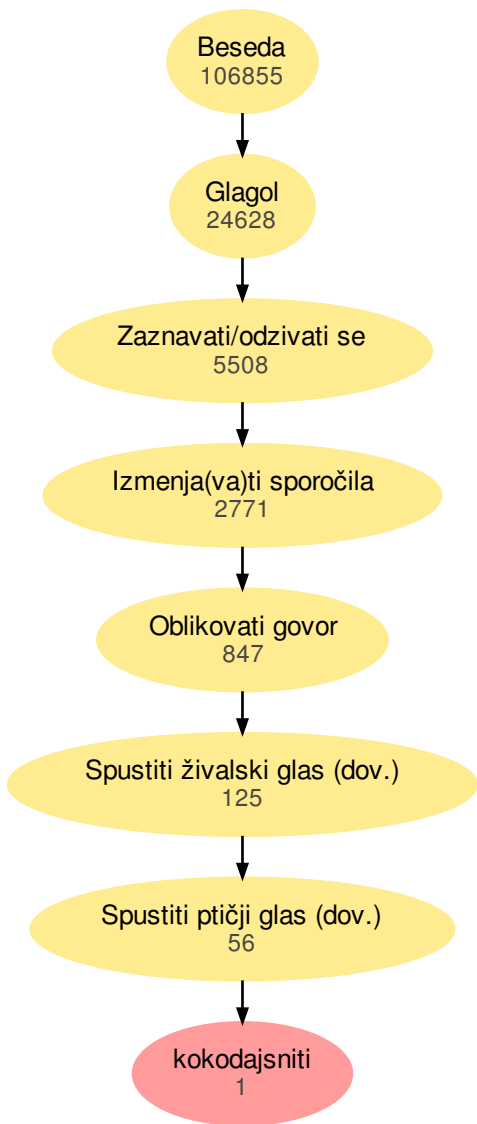 Beseda
106855
Glagol
24628
Zaznavati/odzivati se
5508
Izmenja(va)ti sporočila
2771
Oblikovati govor
847
Spustiti živalski glas (dov.)
125
Spustiti ptičji glas (dov.)
56
kokodajsniti
1